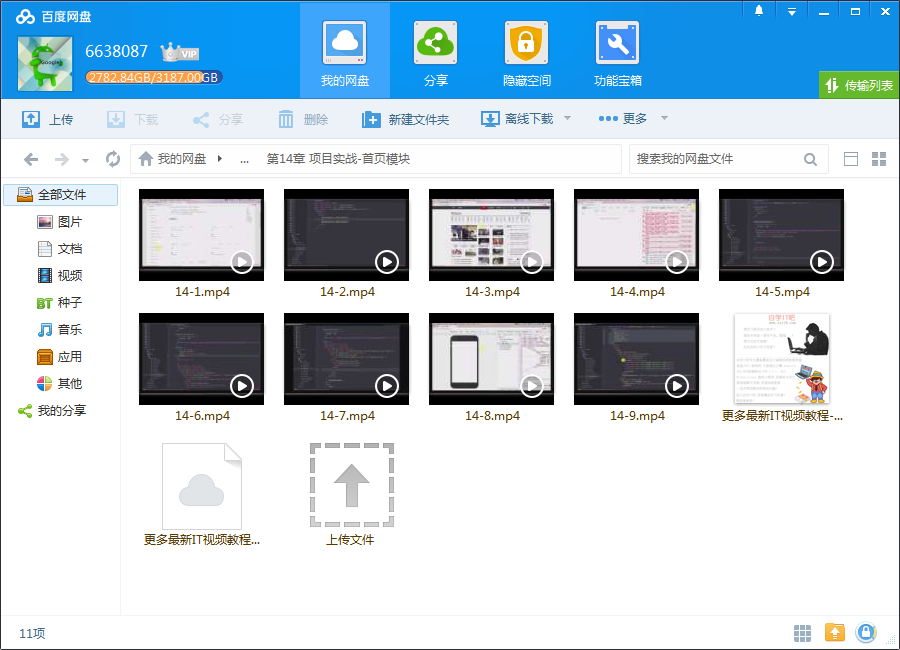 百度网盘
6638087
VIP
2782.84GB/3187.00GB
我的网盘
分享
隐藏空间
功能宝箱
传输列表
上传
下载
分享
删除
新建文件夹
离线下载
更多
我的网盘
...
第14章 项目实战-首页模块
搜索我的网盘文件
全部文件
图片
文档
视频
BT 种子
音乐
应用
其他
我的分享
14-1.mp4
14-2.mp4
14-3.mp4
14-4.mp4
14-5.mp4
14-6.mp4
14-7.mp4
14-8.mp4
14-9.mp4
自学IT吧
更多最新IT视频教程-...
更多最新IT视频教程...
上传文件
11项